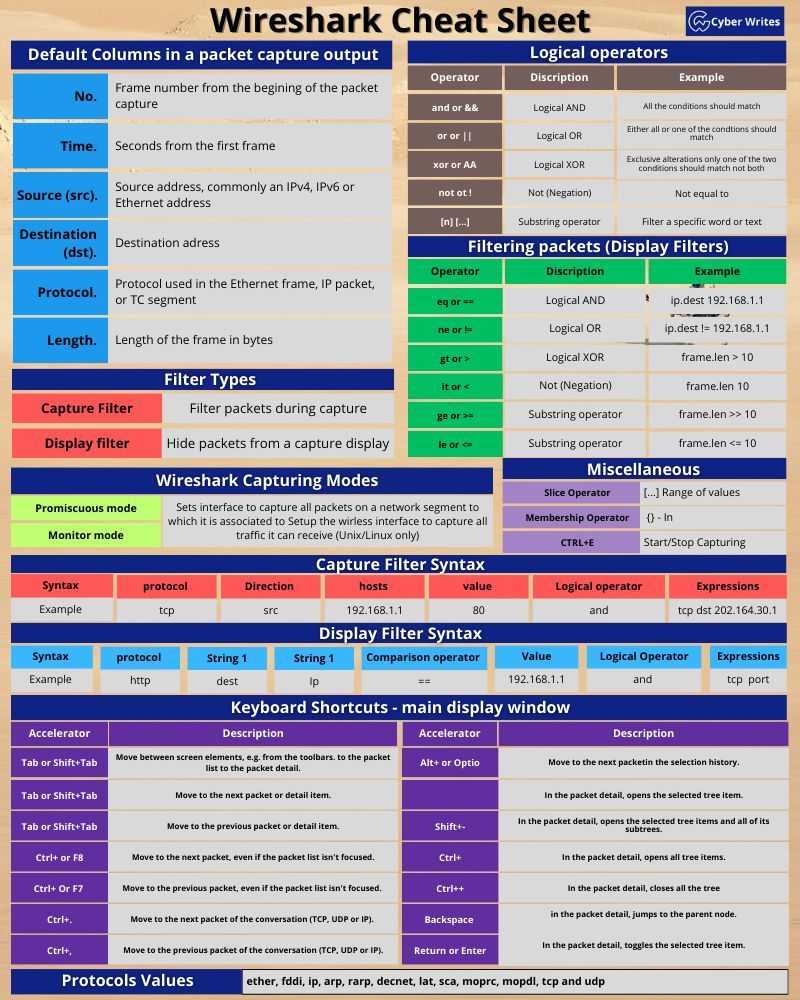 Wireshark Cheat Sheet
Cyber Writes
Default Columns in a packet capture output
No.
Frame number from the begining of the packet
capture
Time.
Seconds from the first frame
Source (src).
Source address, commonly an IPv4, IPv6 or
Ethernet address
Destination
(dst).
Destination adress
Protocol.
Protocol used in the Ethernet frame, IP packet,
or TC segment
Length.
Length of the frame in bytes
Filter Types
Capture Filter
Filter packets during capture
Display filter
Hide packets from a capture display
Logical operators
Operator Discription Example
and or && Logical AND All the conditions should match
or or || Logical OR Either all or one of the condtions should
match
xor or AA Logical XOR Exclusive alterations only one of the two
conditions should match not both
not ot ! Not (Negation) Not equal to
[n] [...] Substring operator Filter a specific word or text
Filtering packets (Display Filters)
Operator Discription Example
eq or == Logical AND ip.dest 192.168.1.1
ne or != Logical OR ip.dest != 192.168.1.1
gt or > Logical XOR frame.len > 10
it or < Not (Negation) frame.len 10
ge or >= Substring operator frame.len >> 10
le or <= Substring operator frame.len <= 10
Wireshark Capturing Modes
Promiscuous mode
Monitor mode
Sets interface to capture all packets on a network segment to
which it is associated to Setup the wirless interface to capture all
traffic it can receive (Unix/Linux only)
Miscellaneous
Slice Operator [...] Range of values
Membership Operator {} - In
CTRL+E Start/Stop Capturing
Capture Filter Syntax
Syntax protocol Direction hosts value Logical operator Expressions
Example tcp src 192.168.1.1 80 and tcp dst 202.164.30.1
Display Filter Syntax
Syntax protocol String 1 String 1 Comparison operator Value Logical Operator Expressions
Example http dest Ip == 192.168.1.1 and tcp port
Keyboard Shortcuts - main display window
Accelerator Description
Tab or Shift+Tab Move between screen elements, e.g. from the toolbars. to the packet
list to the packet detail.
Tab or Shift+Tab Move to the next packet or detail item.
Tab or Shift+Tab Move to the previous packet or detail item.
Ctrl+ or F8 Move to the next packet, even if the packet list isn't focused.
Ctrl+ Or F7 Move to the previous packet, even if the packet list isn't focused.
Ctrl+. Move to the next packet of the conversation (TCP, UDP or IP).
Ctrl+, Move to the previous packet of the conversation (TCP, UDP or IP).
Accelerator Description
Alt+ or Optio Move to the next packetin the selection history.
In the packet detail, opens the selected tree item.
Shift+- In the packet detail, opens the selected tree items and all of its
subtrees.
Ctrl+ In the packet detail, opens all tree items.
Ctrl++ In the packet detail, closes all the tree
Backspace in the packet detail, jumps to the parent node.
Return or Enter In the packet detail, toggles the selected tree item.
Protocols Values
ether, fddi, ip, arp, rarp, decnet, lat, sca, moprc, mopdl, tcp and udp